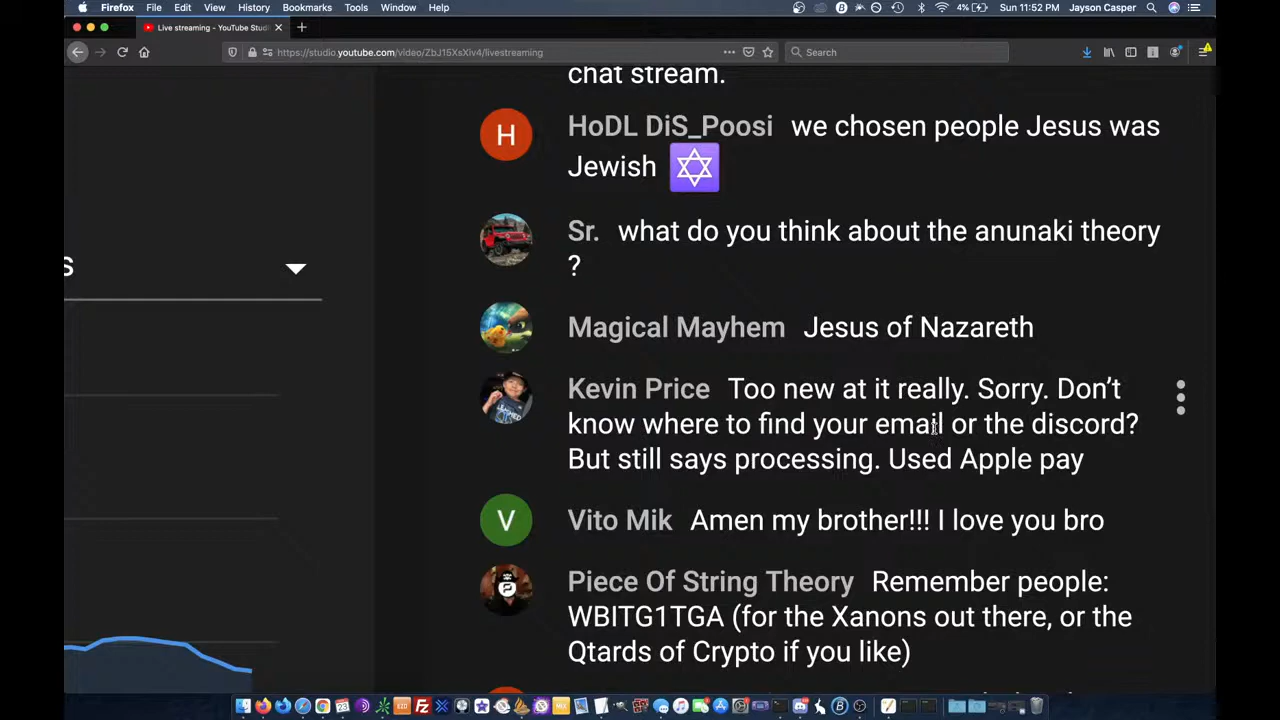 Firefox File Edit View History Bookmarks Tools Window Help 4% Sun 11:52 PM Jayson Casper
Live streaming - YouTube Stud
https://studio.youtube.com/video/ZbJ15XsXiv4/livestreaming Search
chat stream.
H HoDL DiS_Poosi we chosen people Jesus was
Jewish ✡
Sr. what do you think about the anunaki theory
?
s
Magical Mayhem Jesus of Nazareth
Kevin Price Too new at it really. Sorry. Don't
know where to find your email or the discord?
But still says processing. Used Apple pay
V Vito Mik Amen my brother!!! I love you bro
Piece Of String Theory Remember people:
WBITG1TGA (for the Xanons out there, or the
Qtards of Crypto if you like)